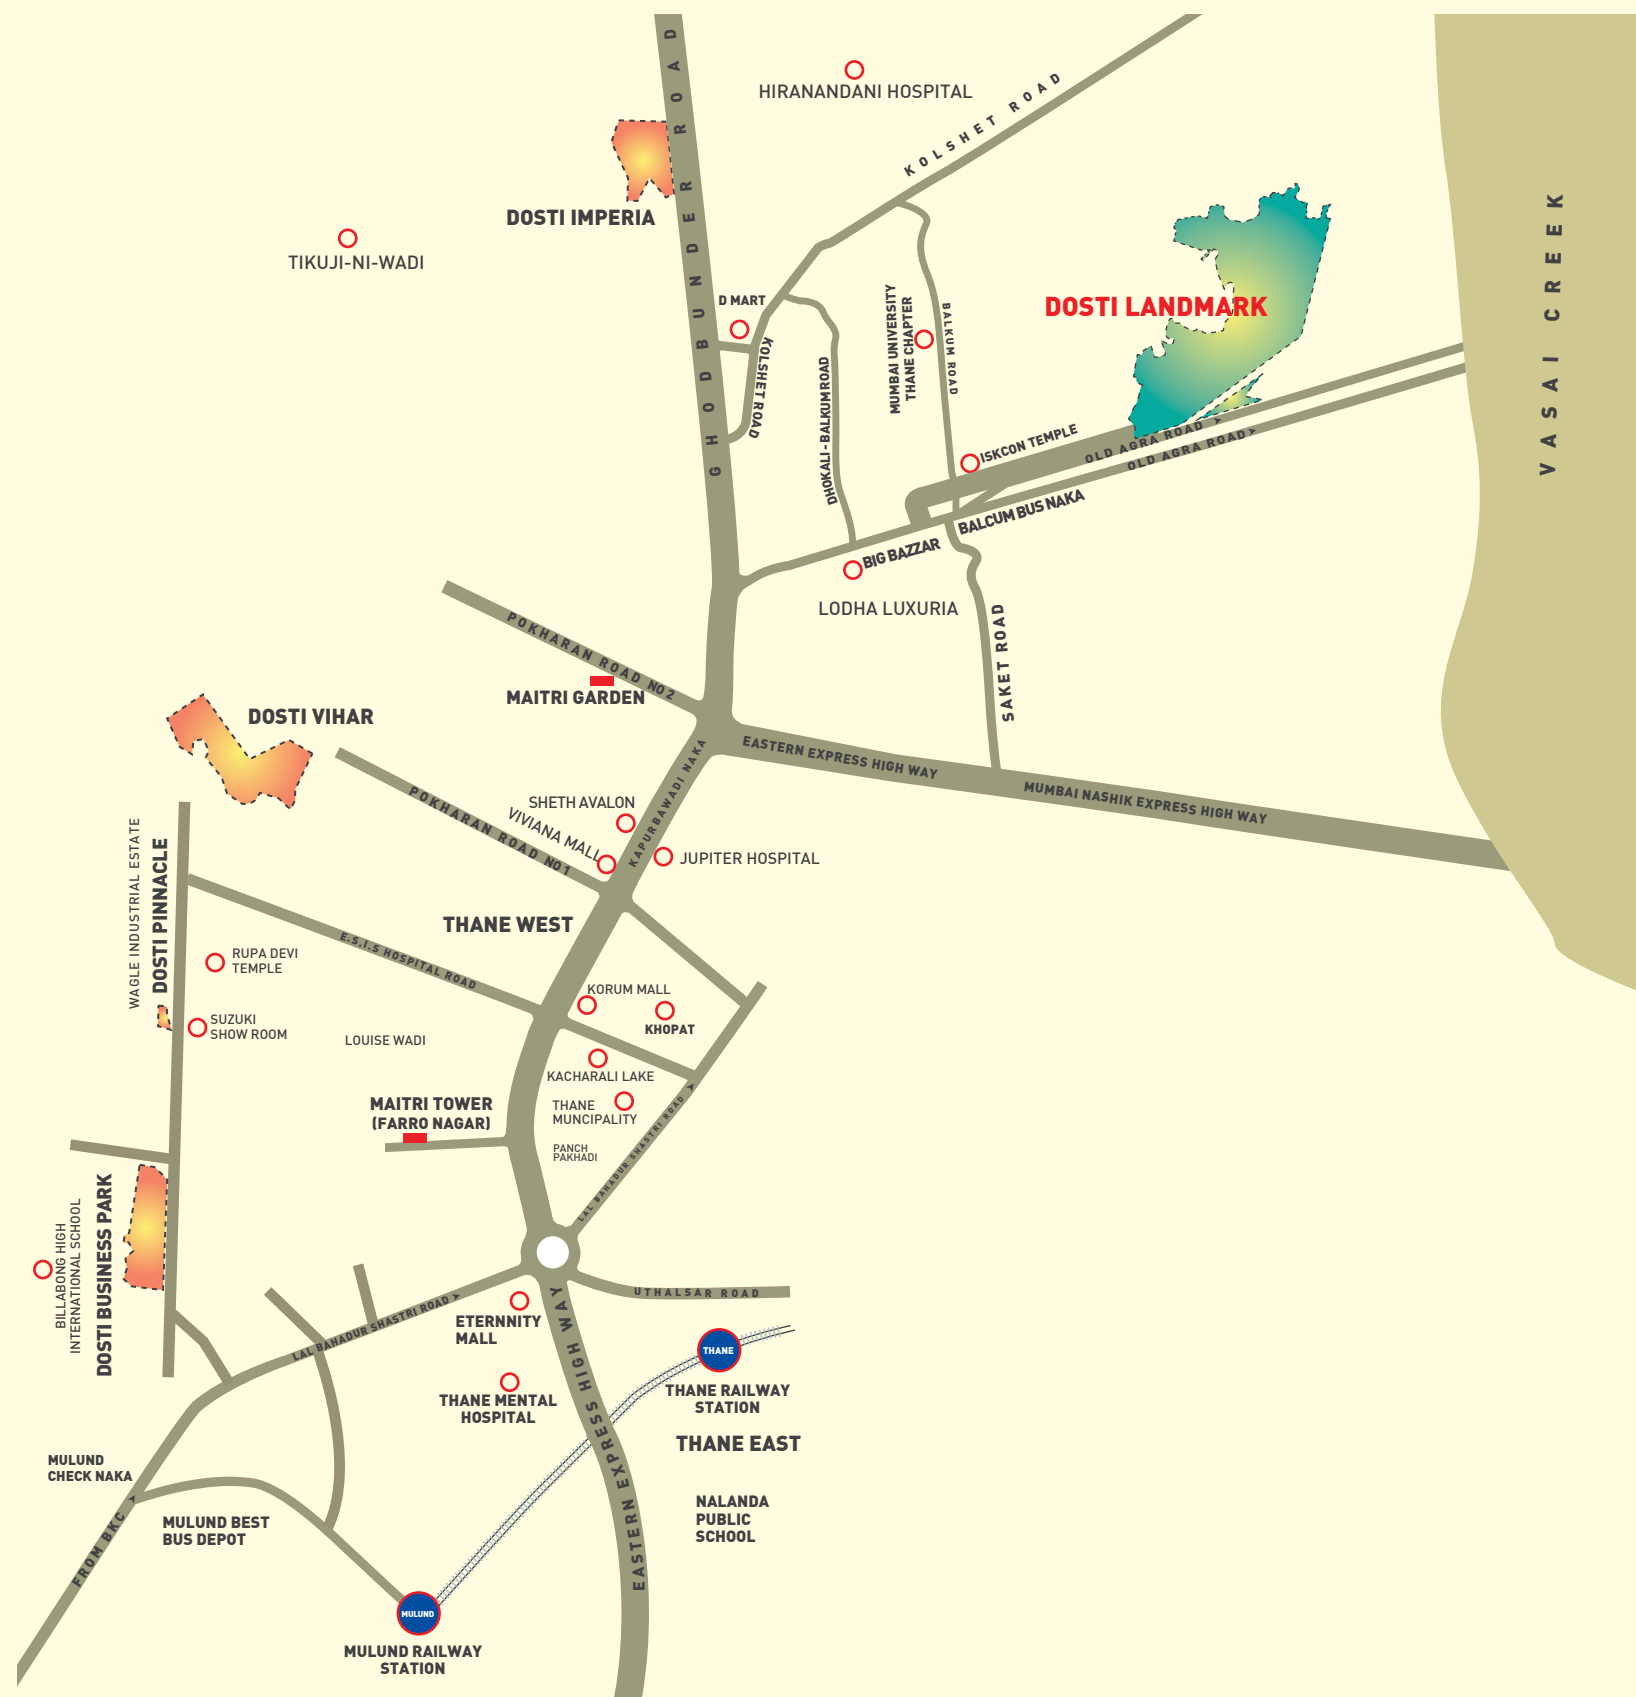 GHODBUNDER ROAD
HIRANANDANI HOSPITAL
KOLSHET ROAD
DOSTI IMPERIA
TIKUJI-NI-WADI
D MART
KOLSHET ROAD
DHOKALI - BALKUM ROAD
MUMBAI UNIVERSITY
THANE CHAPTER
BALKUM ROAD
DOSTI LANDMARK
VASAI CREEK
ISKCON TEMPLE
OLD AGRA ROAD
OLD AGRA ROAD
BALCUM BUS NAKA
BIG BAZZAR
LODHA LUXURIA
SAKET ROAD
POKHARAN ROAD NO2
MAITRI GARDEN
DOSTI VIHAR
EASTERN EXPRESS HIGH WAY
MUMBAI NASHIK EXPRESS HIGH WAY
KAPURBAWADI NAKA
POKHARAN ROAD NO1
SHETH AVALON
VIVIANA MALL
JUPITER HOSPITAL
WAGLE INDUSTRIAL ESTATE
DOSTI PINNACLE
THANE WEST
E.S.I.S HOSPITAL ROAD
RUPA DEVI
TEMPLE
SUZUKI
SHOW ROOM
LOUISE WADI
KORUM MALL
KHOPAT
KACHARALI LAKE
THANE
MUNCIPALITY
PANCH
PAKHADI
LAL BAHADUR SHASTRI ROAD
MAITRI TOWER
(FARRO NAGAR)
BILLABONG HIGH
INTERNATIONAL SCHOOL
DOSTI BUSINESS PARK
LAL BAHADUR SHASTRI ROAD
UTHALSAR ROAD
ETERNNITY
MALL
EASTERN EXPRESS HIGH WAY
THANE
THANE RAILWAY
STATION
THANE MENTAL
HOSPITAL
THANE EAST
MULUND
CHECK NAKA
NALANDA
PUBLIC
SCHOOL
MULUND BEST
BUS DEPOT
FROM BKC
MULUND
MULUND RAILWAY
STATION